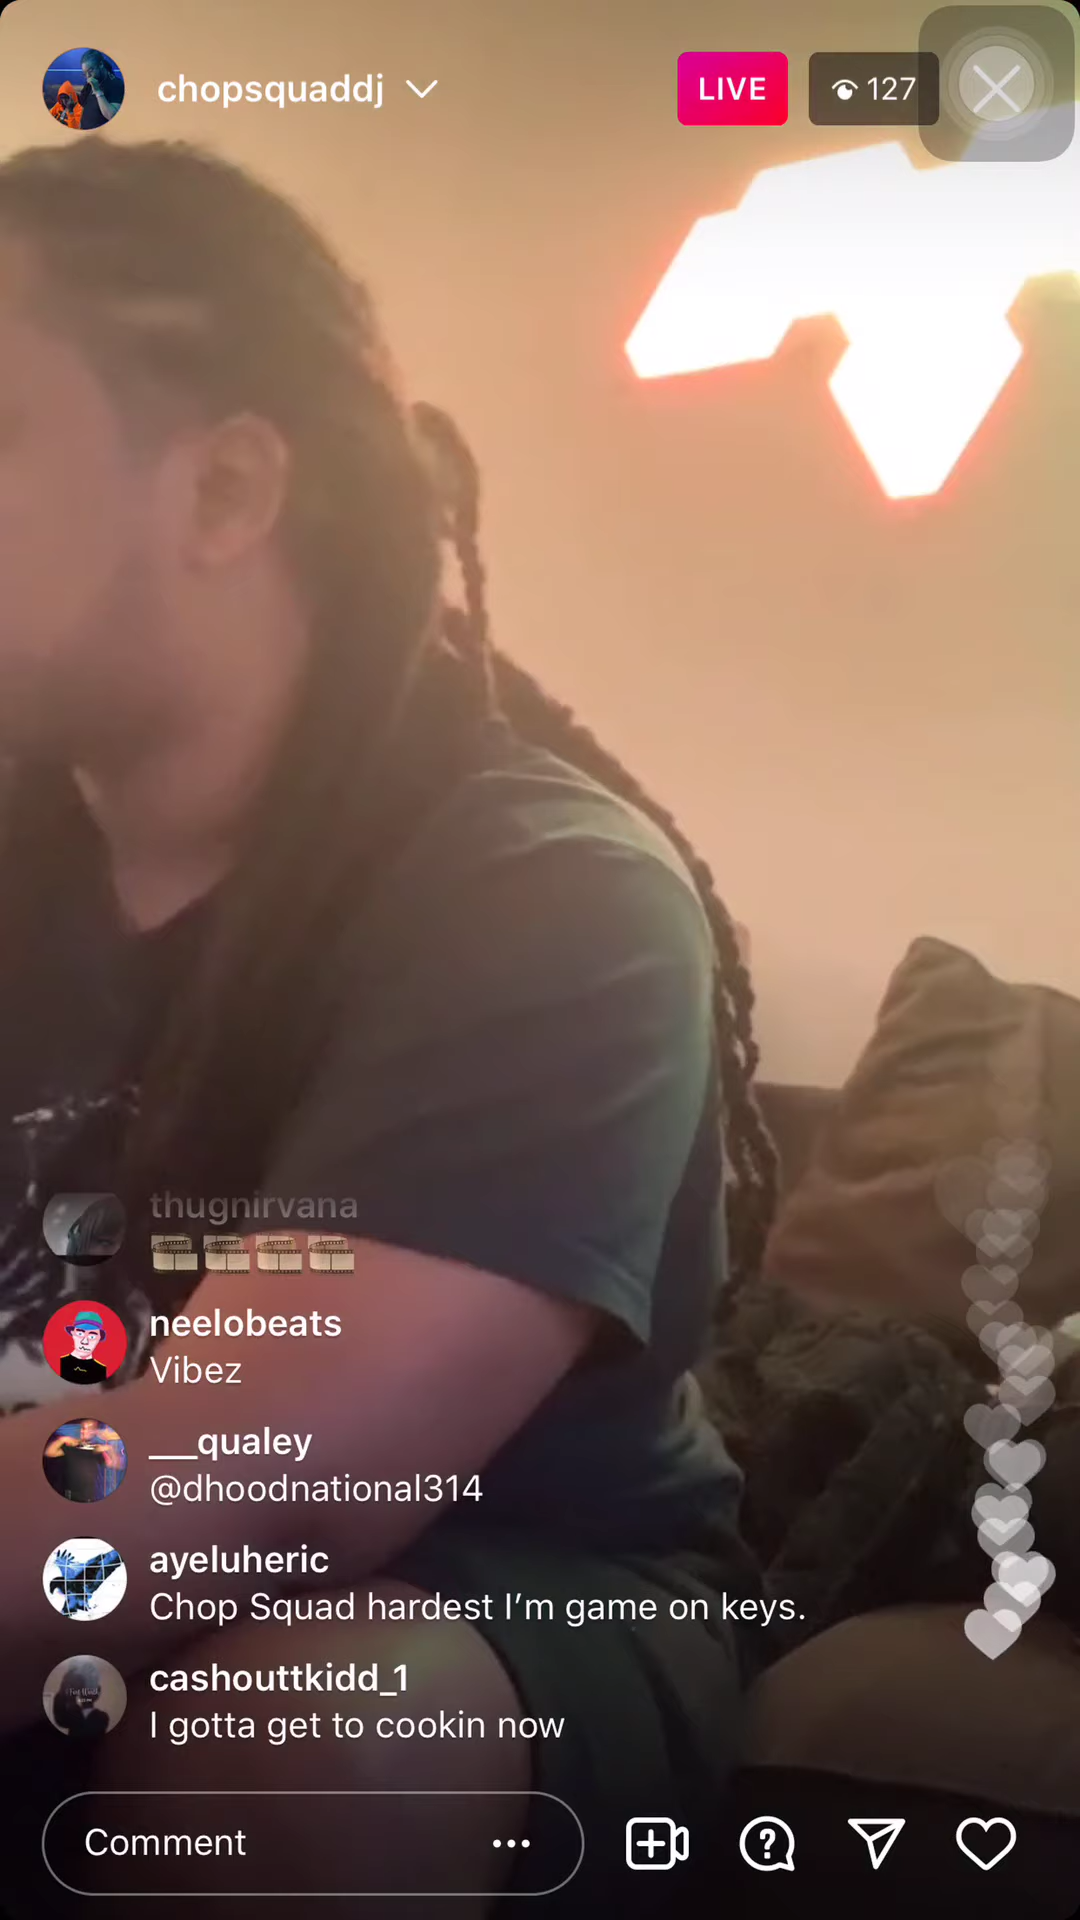 chopsquaddj
LIVE
127
thugnirvana
🎞️🎞️🎞️🎞️
neelobeats
Vibez
___qualey
@dhoodnational314
ayeluheric
Chop Squad hardest I’m game on keys.
cashouttkidd_1
I gotta get to cookin now
Comment